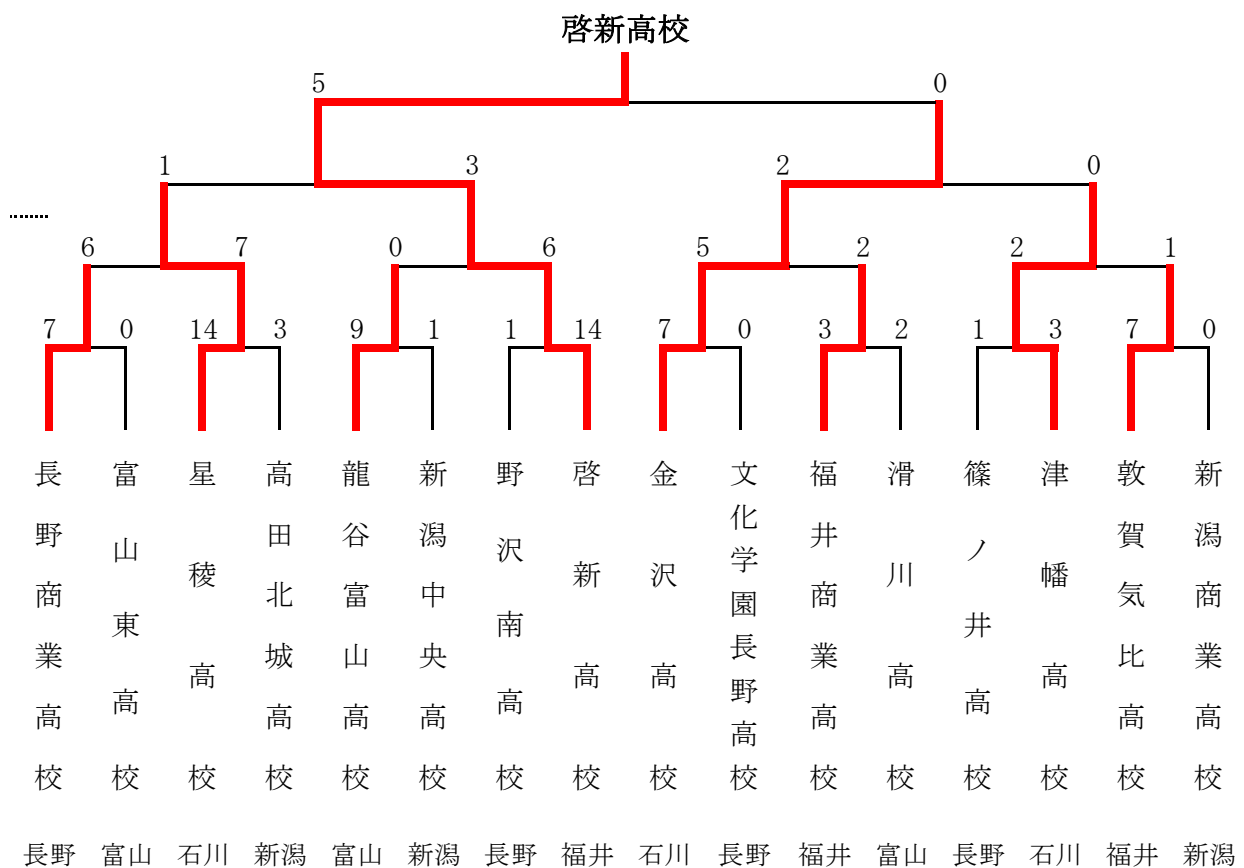 啓新高校
5 0
1 3 2 0
6 7 0 6 5 2 2 1
7 0 14 3 9 1 1 14 7 0 3 2 1 3 7 0
長野商業高校
富山東高校
星稜高校
高田北城高校
龍谷富山高校
新潟中央高校
野沢南高校
啓新高校
金沢高校
文化学園長野高校
福井商業高校
滑川高校
篠ノ井高校
津幡高校
敦賀気比高校
新潟商業高校
長野 富山 石川 新潟 富山 新潟 長野 福井 石川 長野 福井 富山 長野 石川 福井 新潟